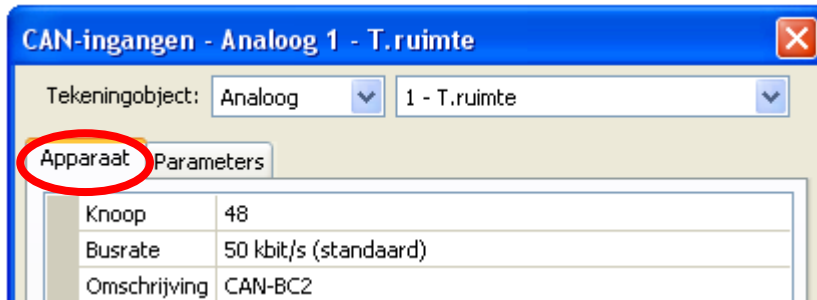 CAN-ingangen - Analoog 1 - T.ruimte
Tekeningobject: Analoog 1 - T.ruimte
Apparaat Parameters
Knoop 48
Busrate 50 kbit/s (standaard)
Omschrijving CAN-BC2